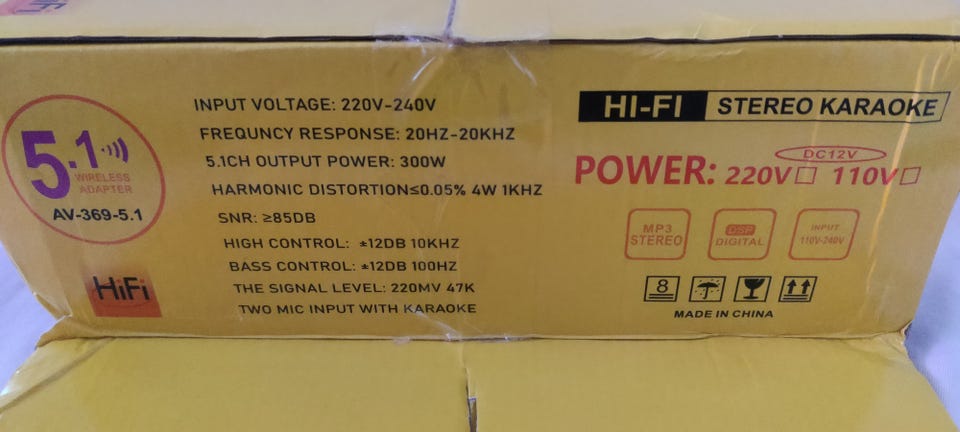 Fi
5.1
WIRELESS
ADAPTER
AV-369-5.1
HiFi
INPUT VOLTAGE: 220V-240V
FREQUNCY RESPONSE: 20HZ-20KHZ
5.1CH OUTPUT POWER: 300W
HARMONIC DISTORTION≤0.05% 4W 1KHZ
SNR: ≥85DB
HIGH CONTROL: ±12DB 10KHZ
BASS CONTROL: ±12DB 100HZ
THE SIGNAL LEVEL: 220MV 47K
TWO MIC INPUT WITH KARAOKE
HI-FI STEREO KARAOKE
DC12V
POWER: 220V☐ 110V☐
MP3
STEREO
DSP
DIGITAL
INPUT
110V-240V
8
MADE IN CHINA